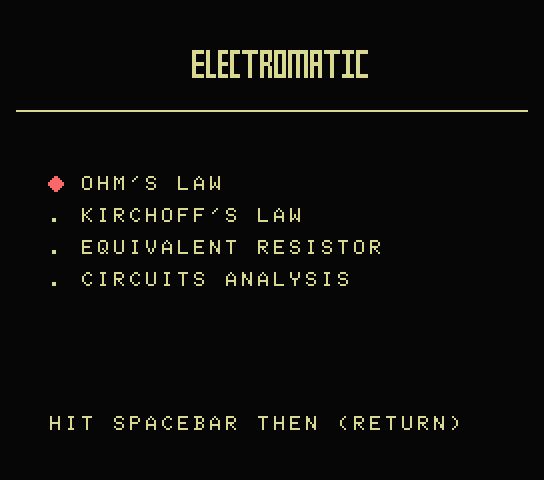 ELECTROMATIC
OHM'S LAW
. KIRCHOFF'S LAW
. EQUIVALENT RESISTOR
. CIRCUITS ANALYSIS
HIT SPACEBAR THEN (RETURN)